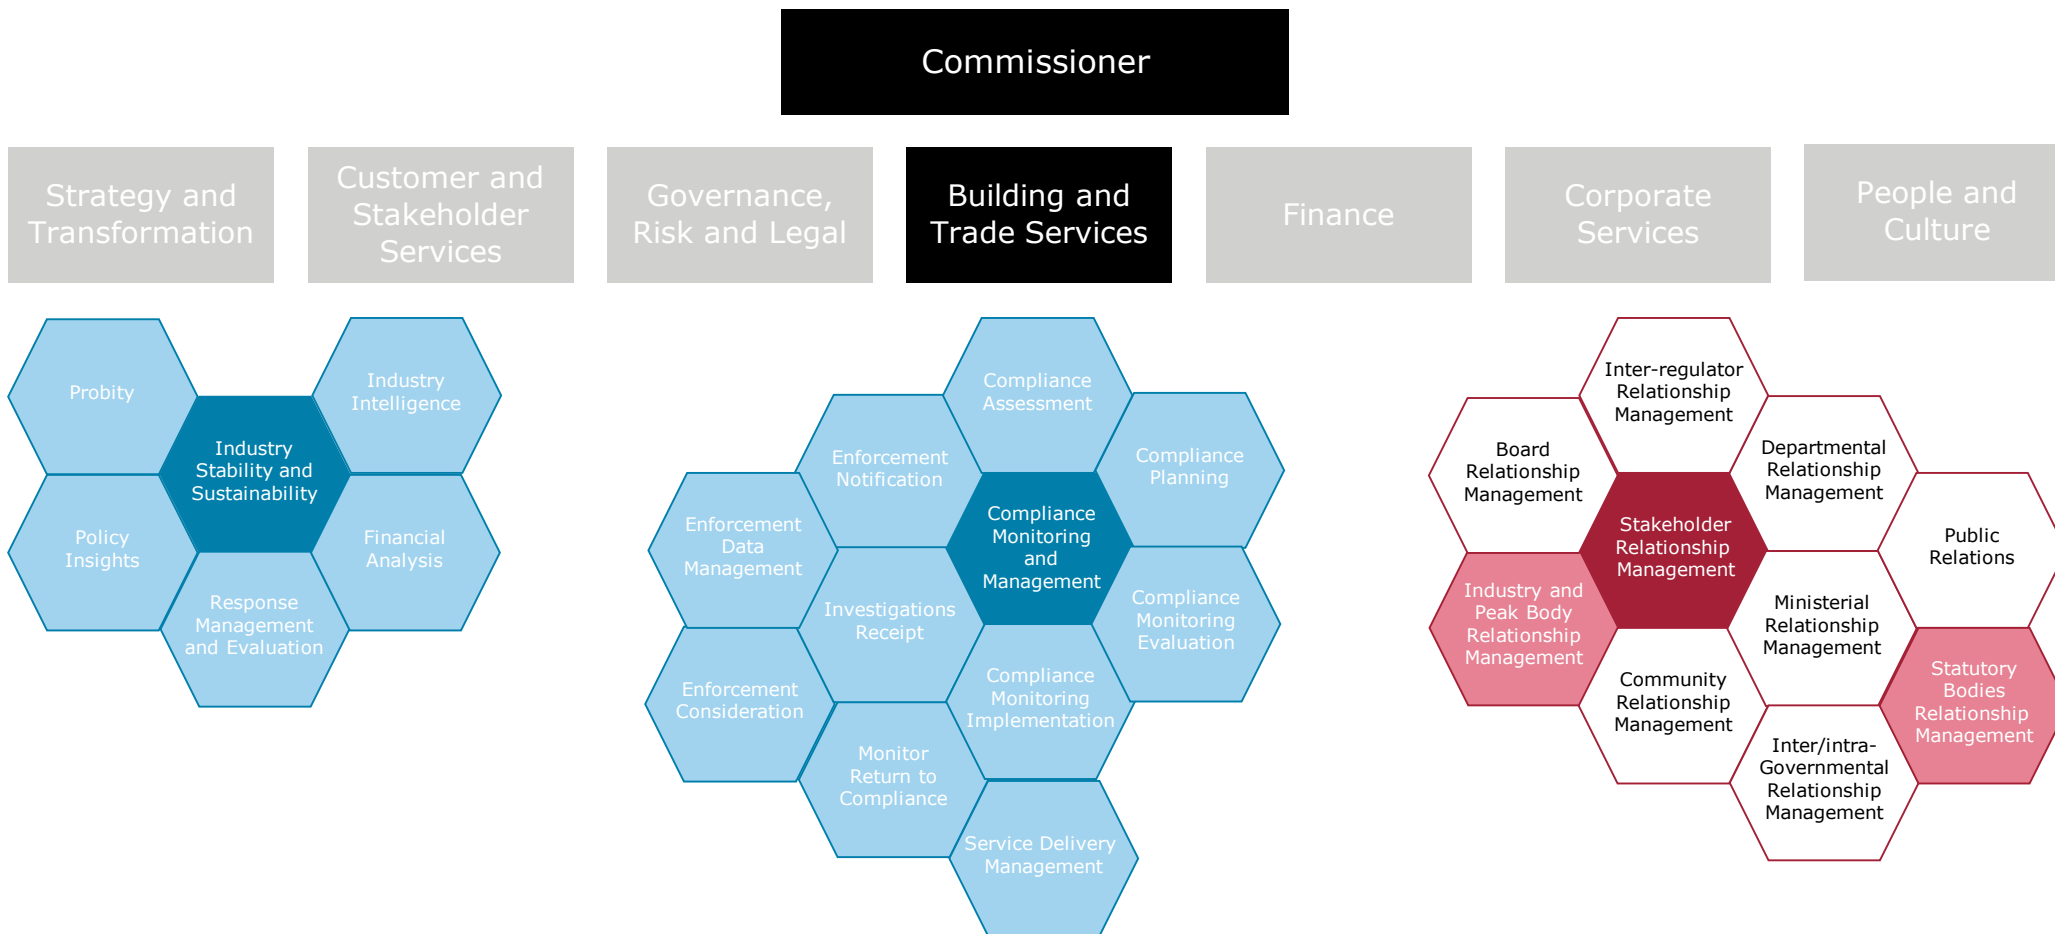 Commissioner
Strategy and
Transformation
Customer and
Stakeholder
Services
Governance,
Risk and Legal
Building and
Trade Services
Finance
Corporate
Services
People and
Culture
Probity
Industry
Intelligence
Industry
Stability and
Sustainability
Policy
Insights
Financial
Analysis
Response
Management
and Evaluation
Compliance
Assessment
Enforcement
Notification
Compliance
Planning
Enforcement
Data
Management
Compliance
Monitoring
and
Management
Investigations
Receipt
Compliance
Monitoring
Evaluation
Enforcement
Consideration
Compliance
Monitoring
Implementation
Monitor
Return to
Compliance
Service Delivery
Management
Inter-regulator
Relationship
Management
Board
Relationship
Management
Departmental
Relationship
Management
Stakeholder
Relationship
Management
Public
Relations
Industry and
Peak Body
Relationship
Management
Ministerial
Relationship
Management
Community
Relationship
Management
Statutory
Bodies
Relationship
Management
Inter/intra-
Governmental
Relationship
Management